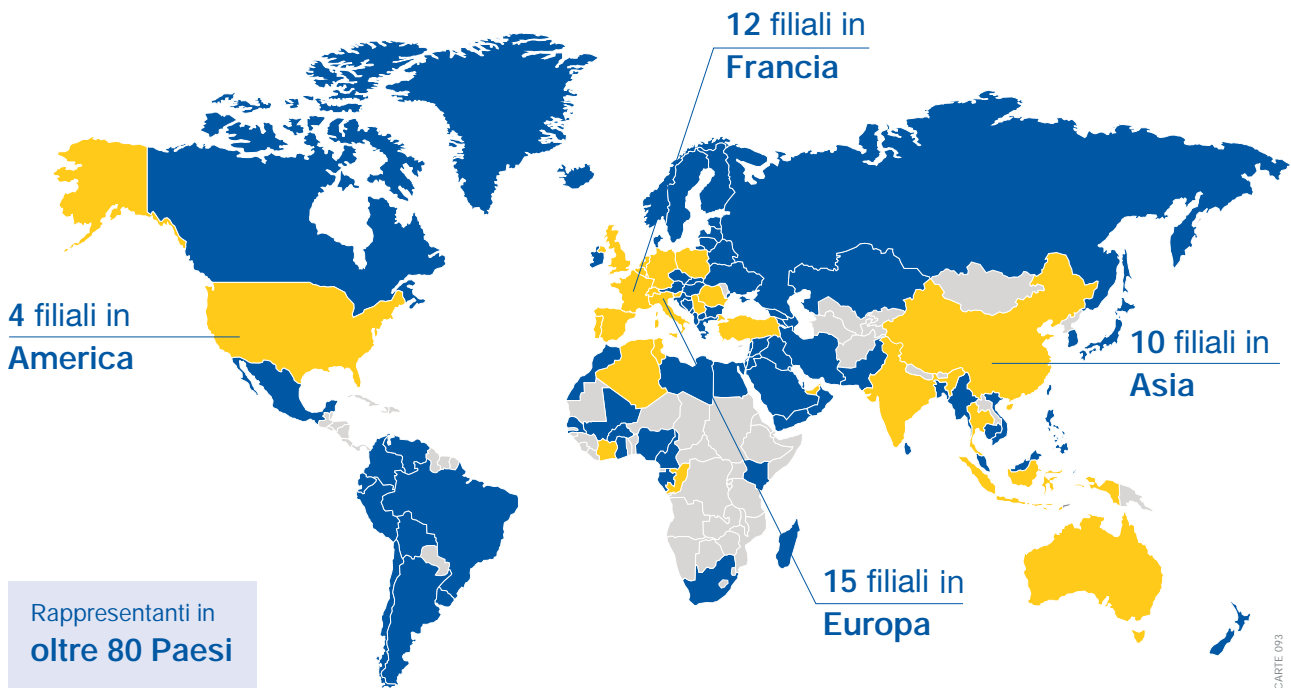 12 filiali in
Francia
4 filiali in
America
10 filiali in
Asia
15 filiali in
Europa
Rappresentanti in
oltre 80 Paesi
CARTE 093